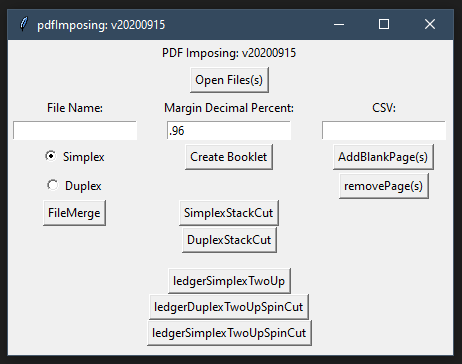 pdfImposing: v20200915
PDF Imposing: v20200915
Open Files(s)
File Name: Margin Decimal Percent: CSV:
.96
Simplex Create Booklet AddBlankPage(s)
Duplex removePage(s)
FileMerge SimplexStackCut
DuplexStackCut
ledgerSimplexTwoUp
ledgerDuplexTwoUpSpinCut
ledgerSimplexTwoUpSpinCut